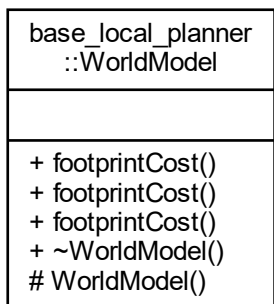 base_local_planner
::WorldModel
+ footprintCost()
+ footprintCost()
+ footprintCost()
+ ~WorldModel()
# WorldModel()